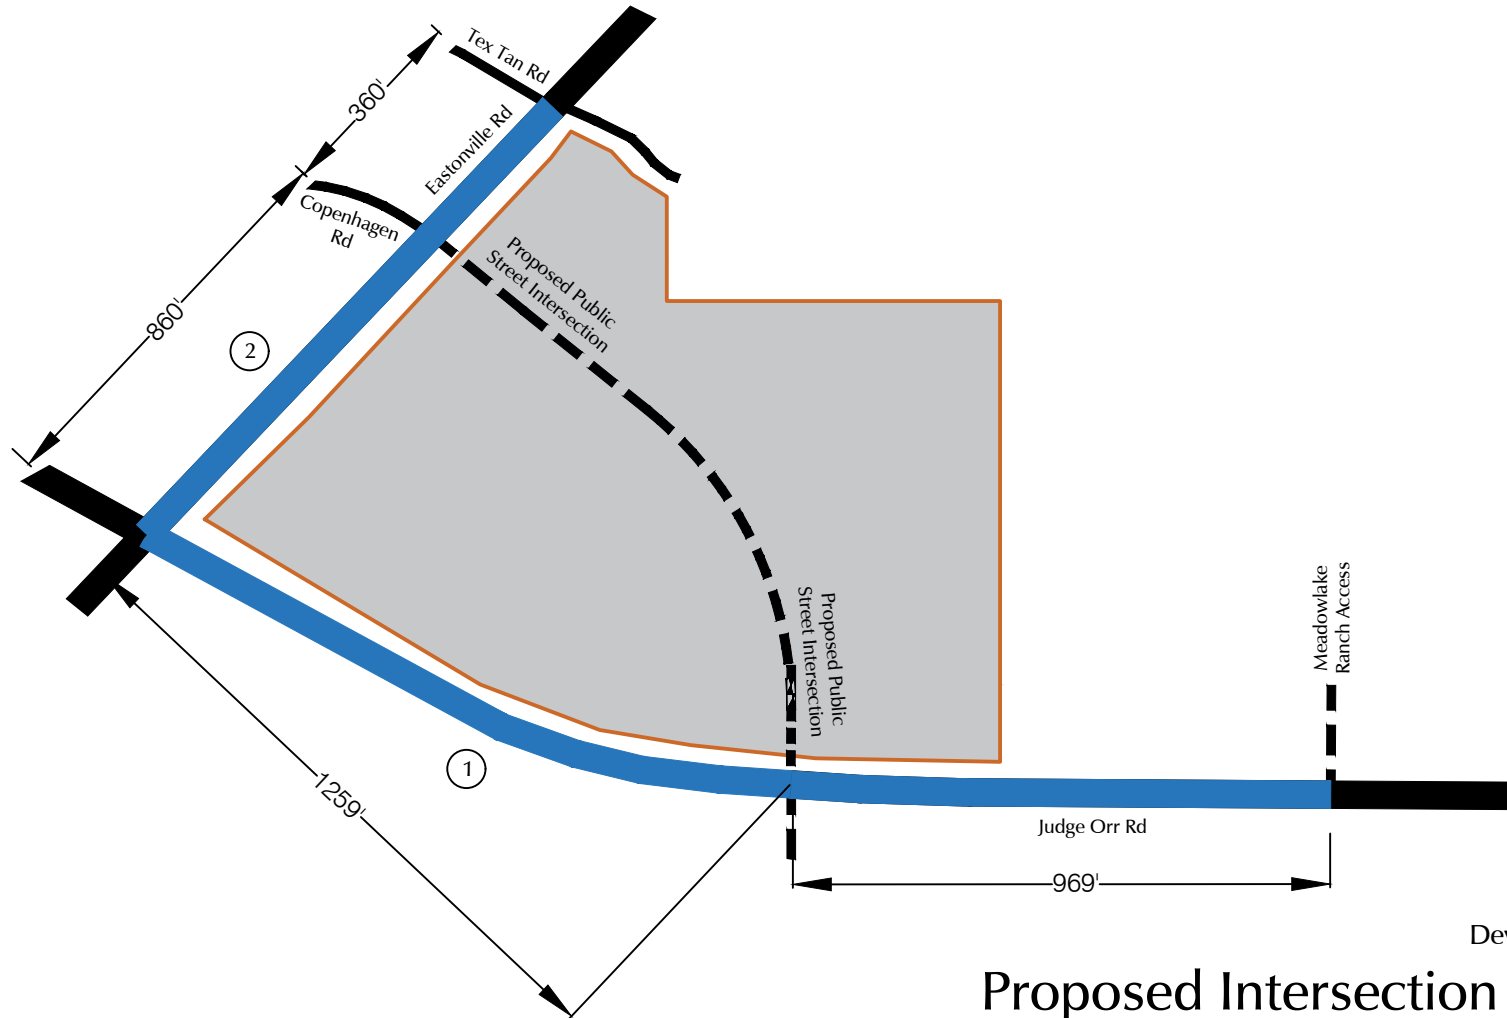 Tex Tan Rd
360'
Eastonville Rd
Copenhagen
Rd
Proposed Public
Street Intersection
860'
2
Meadowlake
Ranch Access
Proposed Public
Street Intersection
1
1259'
Judge Orr Rd
969'
Dev
Proposed Intersection